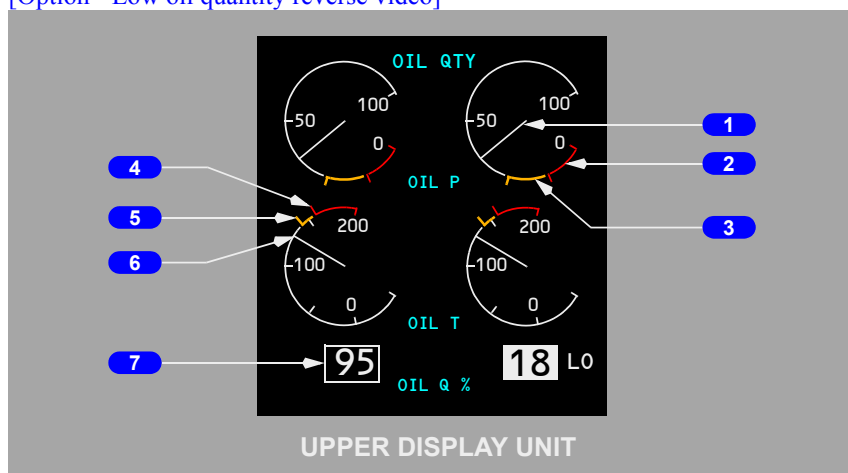 [Option - Low oil quantity reverse video]
OIL QTY
100 100
50 50
0 0
1
2
4
OIL P
5
200 200
3
6
100 100
0 0
OIL T
7
95 18 LO
OIL Q %
UPPER DISPLAY UNIT